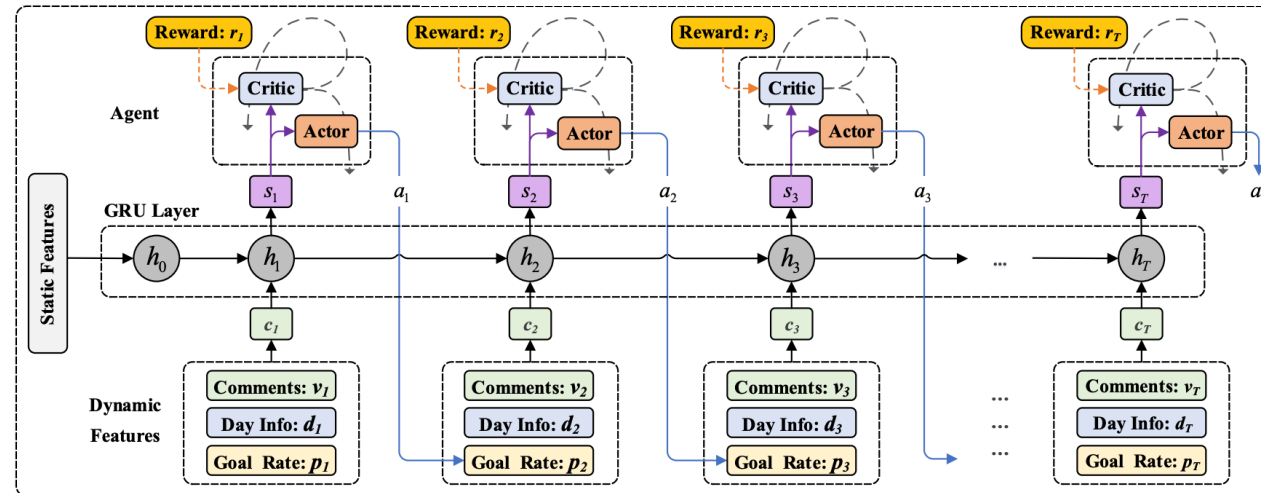 Reward: r1 Reward: r2 Reward: r3 Reward: rT
Critic Critic Critic Critic
Agent
Actor Actor Actor Actor
s1 a1 s2 a2 s3 a3 sT a
GRU Layer
Static Features
h0 h1 h2 h3 ... hT
c1 c2 c3 cT
Comments: v1 Comments: v2 Comments: v3 ... Comments: vT
Dynamic
Features
Day Info: d1 Day Info: d2 Day Info: d3 ... Day Info: dT
Goal Rate: p1 Goal Rate: p2 Goal Rate: p3 ... Goal Rate: pT